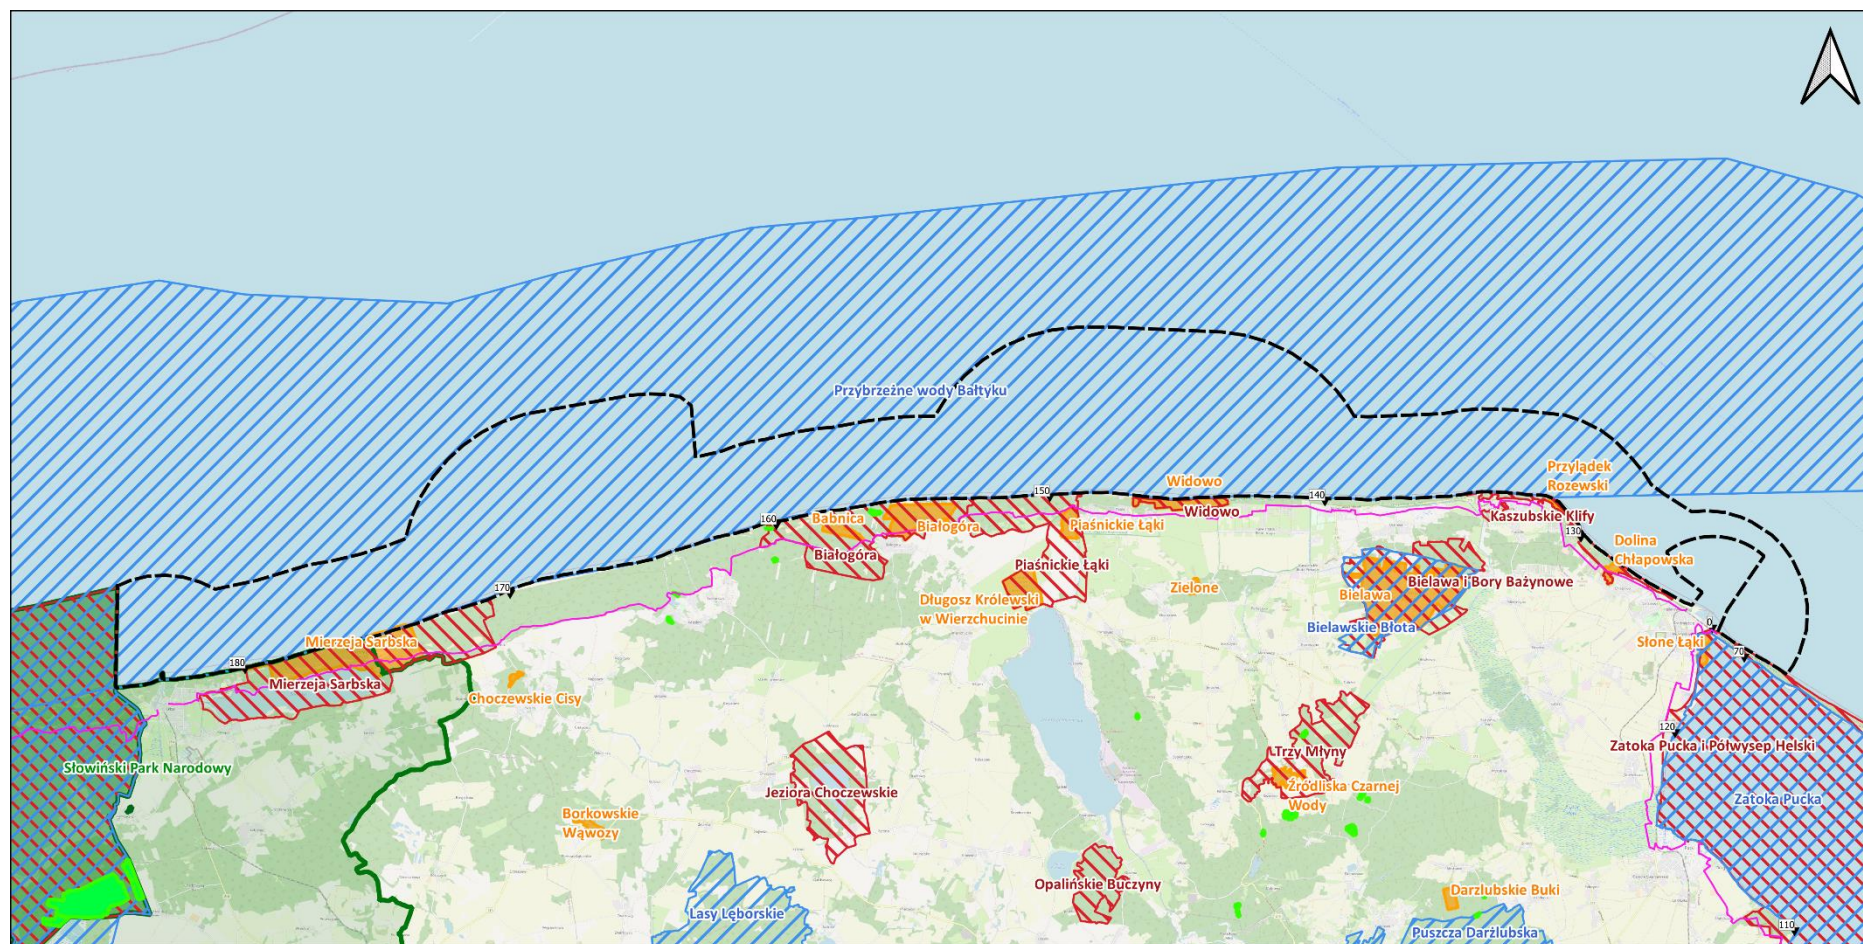 Przybrzeżne wody Bałtyku
Przylądek
Rozewski
Widowo
150
140
Widowo
Kaszubskie Klify
160
Babnica
Białogóra
Piaśnickie Łąki
130
Dolina
Chłapowska
Białogóra
Piaśnickie Łąki
Bielawa i Bory Bażynowe
170
Zielone
Bielawa
Długosz Królewski
w Wierzchucinie
Bielawskie Błota
0
Mierzeja Sarbska
Słone Łąki
70
180
Mierzeja Sarbska
Choczewskie Cisy
120
Trzy Młyny
Zatoka Pucka i Półwysep Helski
Słowiński Park Narodowy
Jeziora Choczewskie
Źródliska Czarnej
Wody
Zatoka Pucka
Borkowskie
Wąwozy
Opalińskie Buczyny
Darżlubskie Buki
Lasy Lęborskie
110
Puszcza Darżlubska